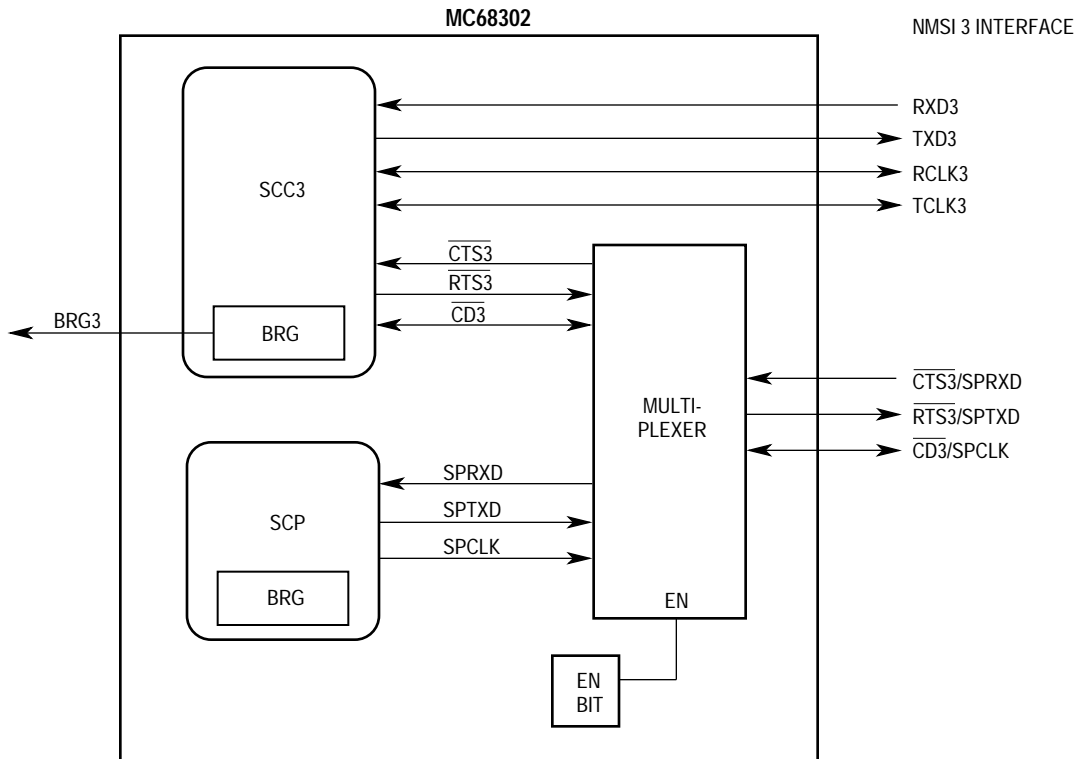 MC68302
NMSI 3 INTERFACE
RXD3
TXD3
RCLK3
TCLK3
SCC3
CTS3
RTS3
CD3
BRG3
BRG
MULTI-
PLEXER
CTS3/SPRXD
RTS3/SPTXD
CD3/SPCLK
SCP
SPRXD
SPTXD
SPCLK
BRG
EN
EN
BIT